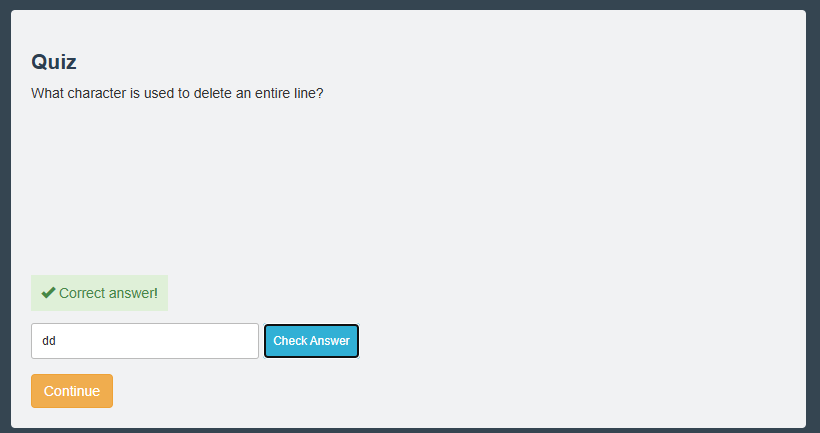 Quiz
What character is used to delete an entire line?
Correct answer!
dd
Check Answer
Continue